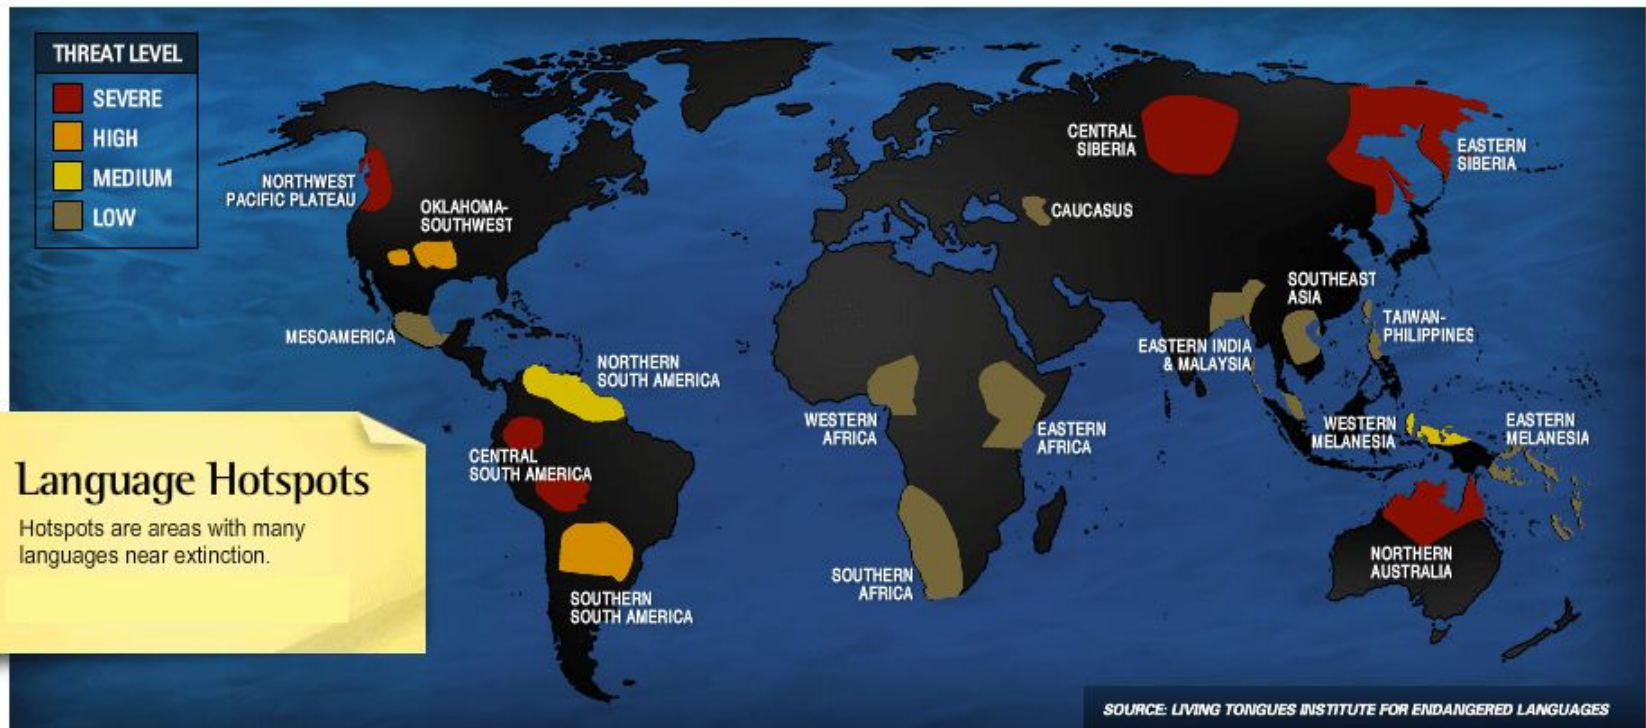 THREAT LEVEL
SEVERE
HIGH
MEDIUM
LOW
NORTHWEST
PACIFIC PLATEAU
OKLAHOMA-
SOUTHWEST
MESOAMERICA
NORTHERN
SOUTH AMERICA
CENTRAL
SOUTH AMERICA
SOUTHERN
SOUTH AMERICA
WESTERN
AFRICA
EASTERN
AFRICA
SOUTHERN
AFRICA
CENTRAL
SIBERIA
EASTERN
SIBERIA
CAUCASUS
SOUTHEAST
ASIA
TAIWAN-
PHILIPPINES
EASTERN INDIA
& MALAYSIA
WESTERN
MELANESIA
EASTERN
MELANESIA
NORTHERN
AUSTRALIA
Language Hotspots
Hotspots are areas with many
languages near extinction.
SOURCE: LIVING TONGUES INSTITUTE FOR ENDANGERED LANGUAGES